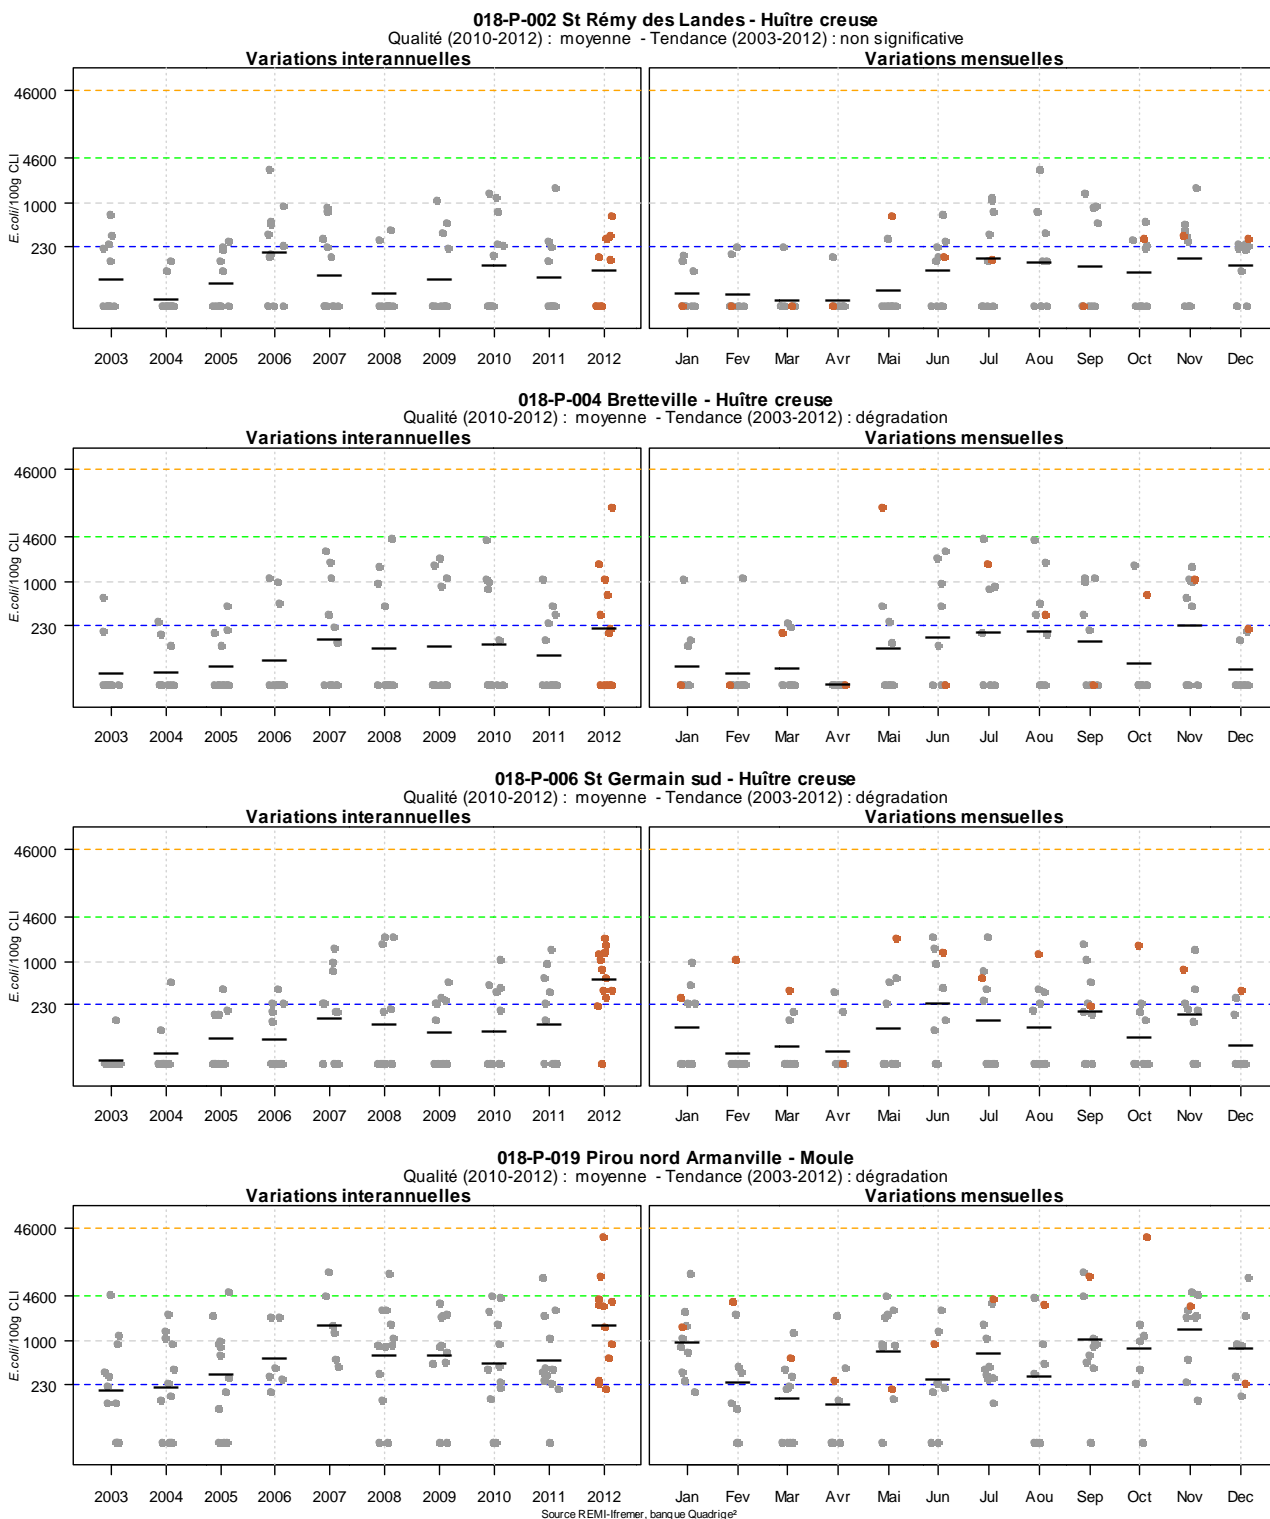 018-P-002 St Rémy des Landes - Huître creuse
Qualité (2010-2012) : moyenne - Tendance (2003-2012) : non significative
Variations interannuelles Variations mensuelles
46000
4600
1000
230
E.coli/100g CLI
2003 2004 2005 2006 2007 2008 2009 2010 2011 2012 Jan Fev Mar Avr Mai Jun Jul Aou Sep Oct Nov Dec
018-P-004 Bretteville - Huître creuse
Qualité (2010-2012) : moyenne - Tendance (2003-2012) : dégradation
Variations interannuelles Variations mensuelles
46000
4600
1000
230
E.coli/100g CLI
2003 2004 2005 2006 2007 2008 2009 2010 2011 2012 Jan Fev Mar Avr Mai Jun Jul Aou Sep Oct Nov Dec
018-P-006 St Germain sud - Huître creuse
Qualité (2010-2012) : moyenne - Tendance (2003-2012) : dégradation
Variations interannuelles Variations mensuelles
46000
4600
1000
230
E.coli/100g CLI
2003 2004 2005 2006 2007 2008 2009 2010 2011 2012 Jan Fev Mar Avr Mai Jun Jul Aou Sep Oct Nov Dec
018-P-019 Pirou nord Armanville - Moule
Qualité (2010-2012) : moyenne - Tendance (2003-2012) : dégradation
Variations interannuelles Variations mensuelles
46000
4600
1000
230
E.coli/100g CLI
2003 2004 2005 2006 2007 2008 2009 2010 2011 2012 Jan Fev Mar Avr Mai Jun Jul Aou Sep Oct Nov Dec
Source REMI-Ifremer, banque Quadrige²